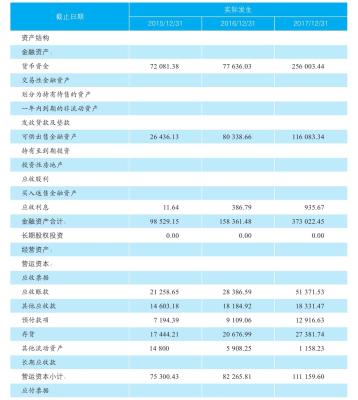 截止日期 实际发生
2015/12/31 2016/12/31 2017/12/31
资产结构
金融资产:
货币资金 72 081.38 77 636.03 256 003.44
交易性金融资产
划分为持有待售的资产
一年内到期的非流动资产
发放贷款及垫款
可供出售金融资产 26 436.13 80 338.66 116 083.34
持有至到期投资
投资性房地产
应收股利
买入返售金融资产
应收利息 11.64 386.79 935.67
金融资产合计: 98 529.15 158 361.48 373 022.45
长期股权投资 0.00 0.00 0.00
经营资产:
营运资本:
应收票据
应收账款 21 258.65 28 386.59 51 371.53
其他应收款 14 603.18 18 184.92 18 331.47
预付款项 7 194.39 9 109.06 12 916.63
存货 17 444.21 20 676.99 27 381.74
其他流动资产 14 800 5 908.25 1 158.23
长期应收款
营运资本小计: 75 300.43 82 265.81 111 159.60
应付票据